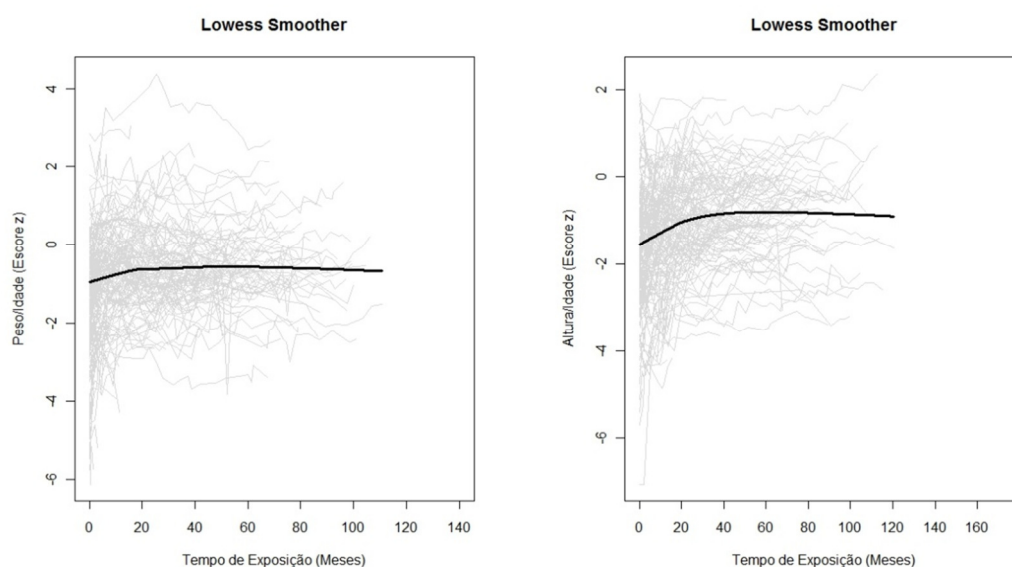 Lowess Smoother
Peso/Idade (Escore z)
4
2
0
-2
-4
-6
0 20 40 60 80 100 120 140
Tempo de Exposição (Meses)
Lowess Smoother
Altura/Idade (Escore z)
2
0
-2
-4
-6
0 20 40 60 80 100 120 160
Tempo de Exposição (Meses)